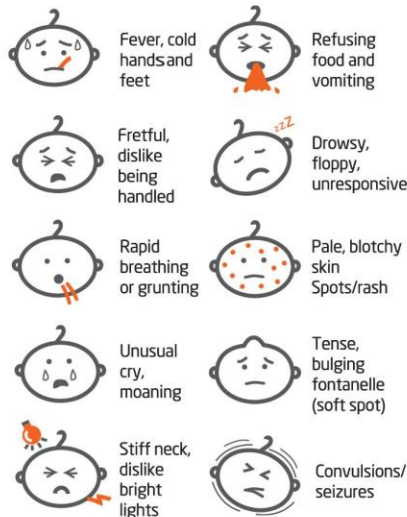 Fever, cold
hands and
feet
Refusing
food and
vomiting
Fretful,
dislike
being
handled
zzZ
Drowsy,
floppy,
unresponsive
Rapid
breathing
or grunting
Pale, blotchy
skin
Spots/rash
Unusual
cry,
moaning
Tense,
bulging
fontanelle
(soft spot)
Stiff neck,
dislike
bright
lights
Convulsions/
seizures